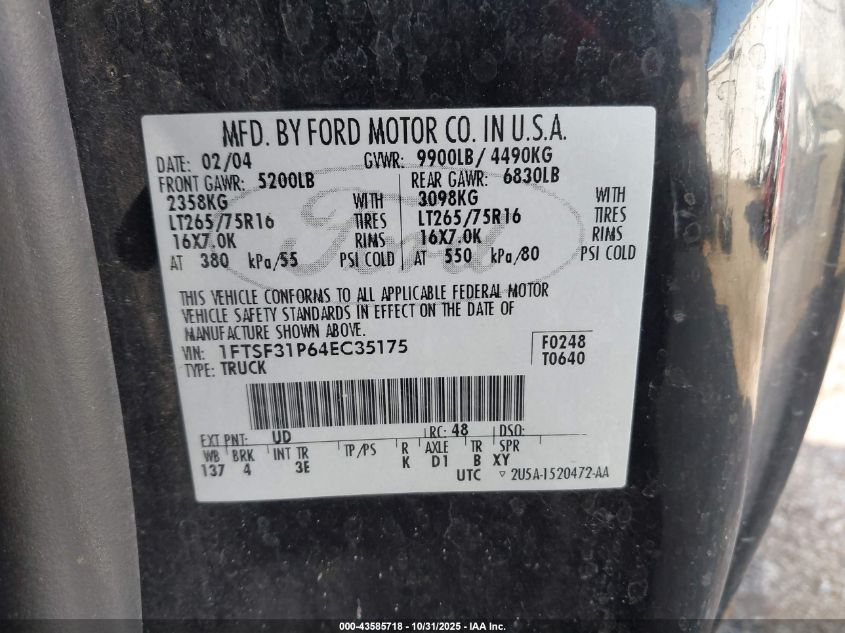 MFD. BY FORD MOTOR CO. IN U.S.A.
DATE: 02/04 GVWR: 9900LB/ 4490KG
FRONT GAWR: 5200LB REAR GAWR: 6830LB
2358KG WITH 3098KG WITH
LT265/75R16 TIRES LT265/75R16 TIRES
16X7.0K RIMS 16X7.0K RIMS
AT 380 kPa/55 PSI COLD AT 550 kPa/80 PSI COLD
Ford
THIS VEHICLE CONFORMS TO ALL APPLICABLE FEDERAL MOTOR
VEHICLE SAFETY STANDARDS IN EFFECT ON THE DATE OF
MANUFACTURE SHOWN ABOVE.
VIN: 1FTSF31P64EC35175 F0248
TYPE: TRUCK T0640
EXT PNT: UD RC: 48 DSO:
WB BRK INT TR TP/PS R AXLE TR SPR
137 4 3E K D1 B XY
UTC ▽ 2U5A-1520472-AA
000-43585718 - 10/31/2025 - IAA Inc.